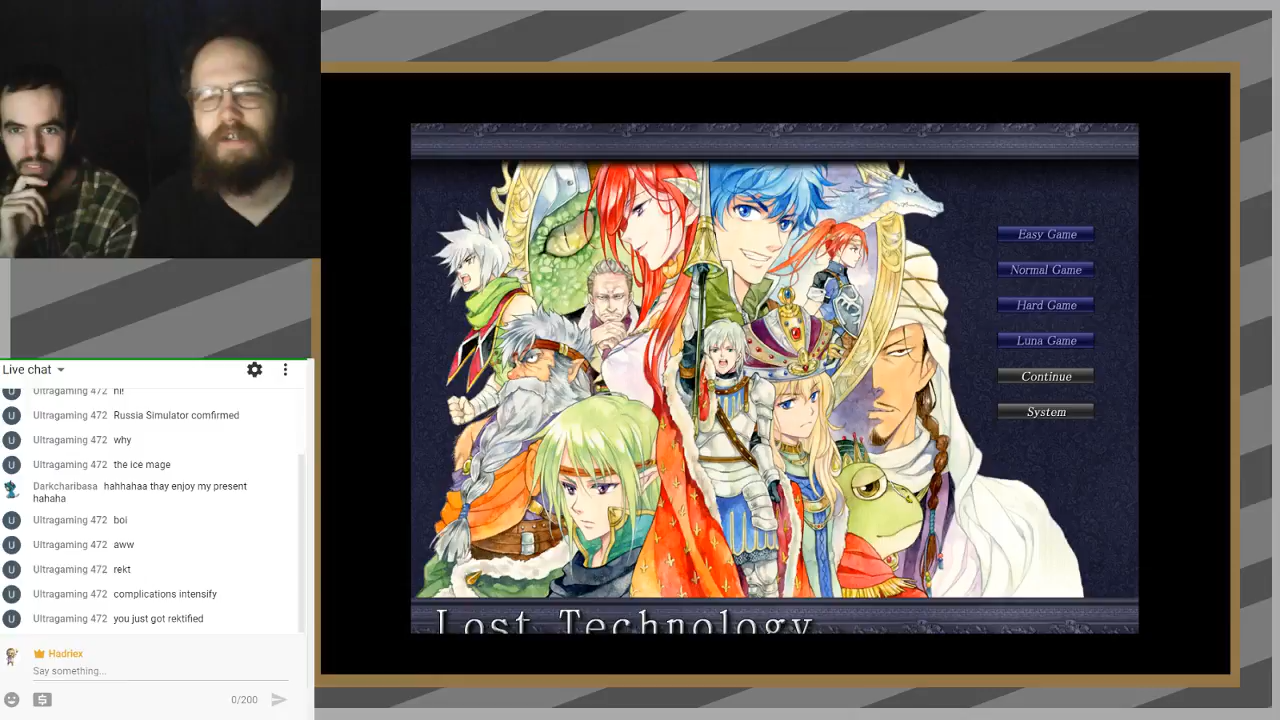 Live chat
Ultragaming 472 hi!
Ultragaming 472 Russia Simulator comfirmed
Ultragaming 472 why
Ultragaming 472 the ice mage
Darkcharibasa hahhahaa thay enjoy my present
hahaha
Ultragaming 472 boi
Ultragaming 472 aww
Ultragaming 472 rekt
Ultragaming 472 complications intensify
Ultragaming 472 you just got rektified
Hadriex
Say something...
0/200
Easy Game
Normal Game
Hard Game
Luna Game
Continue
System
Lost Technology